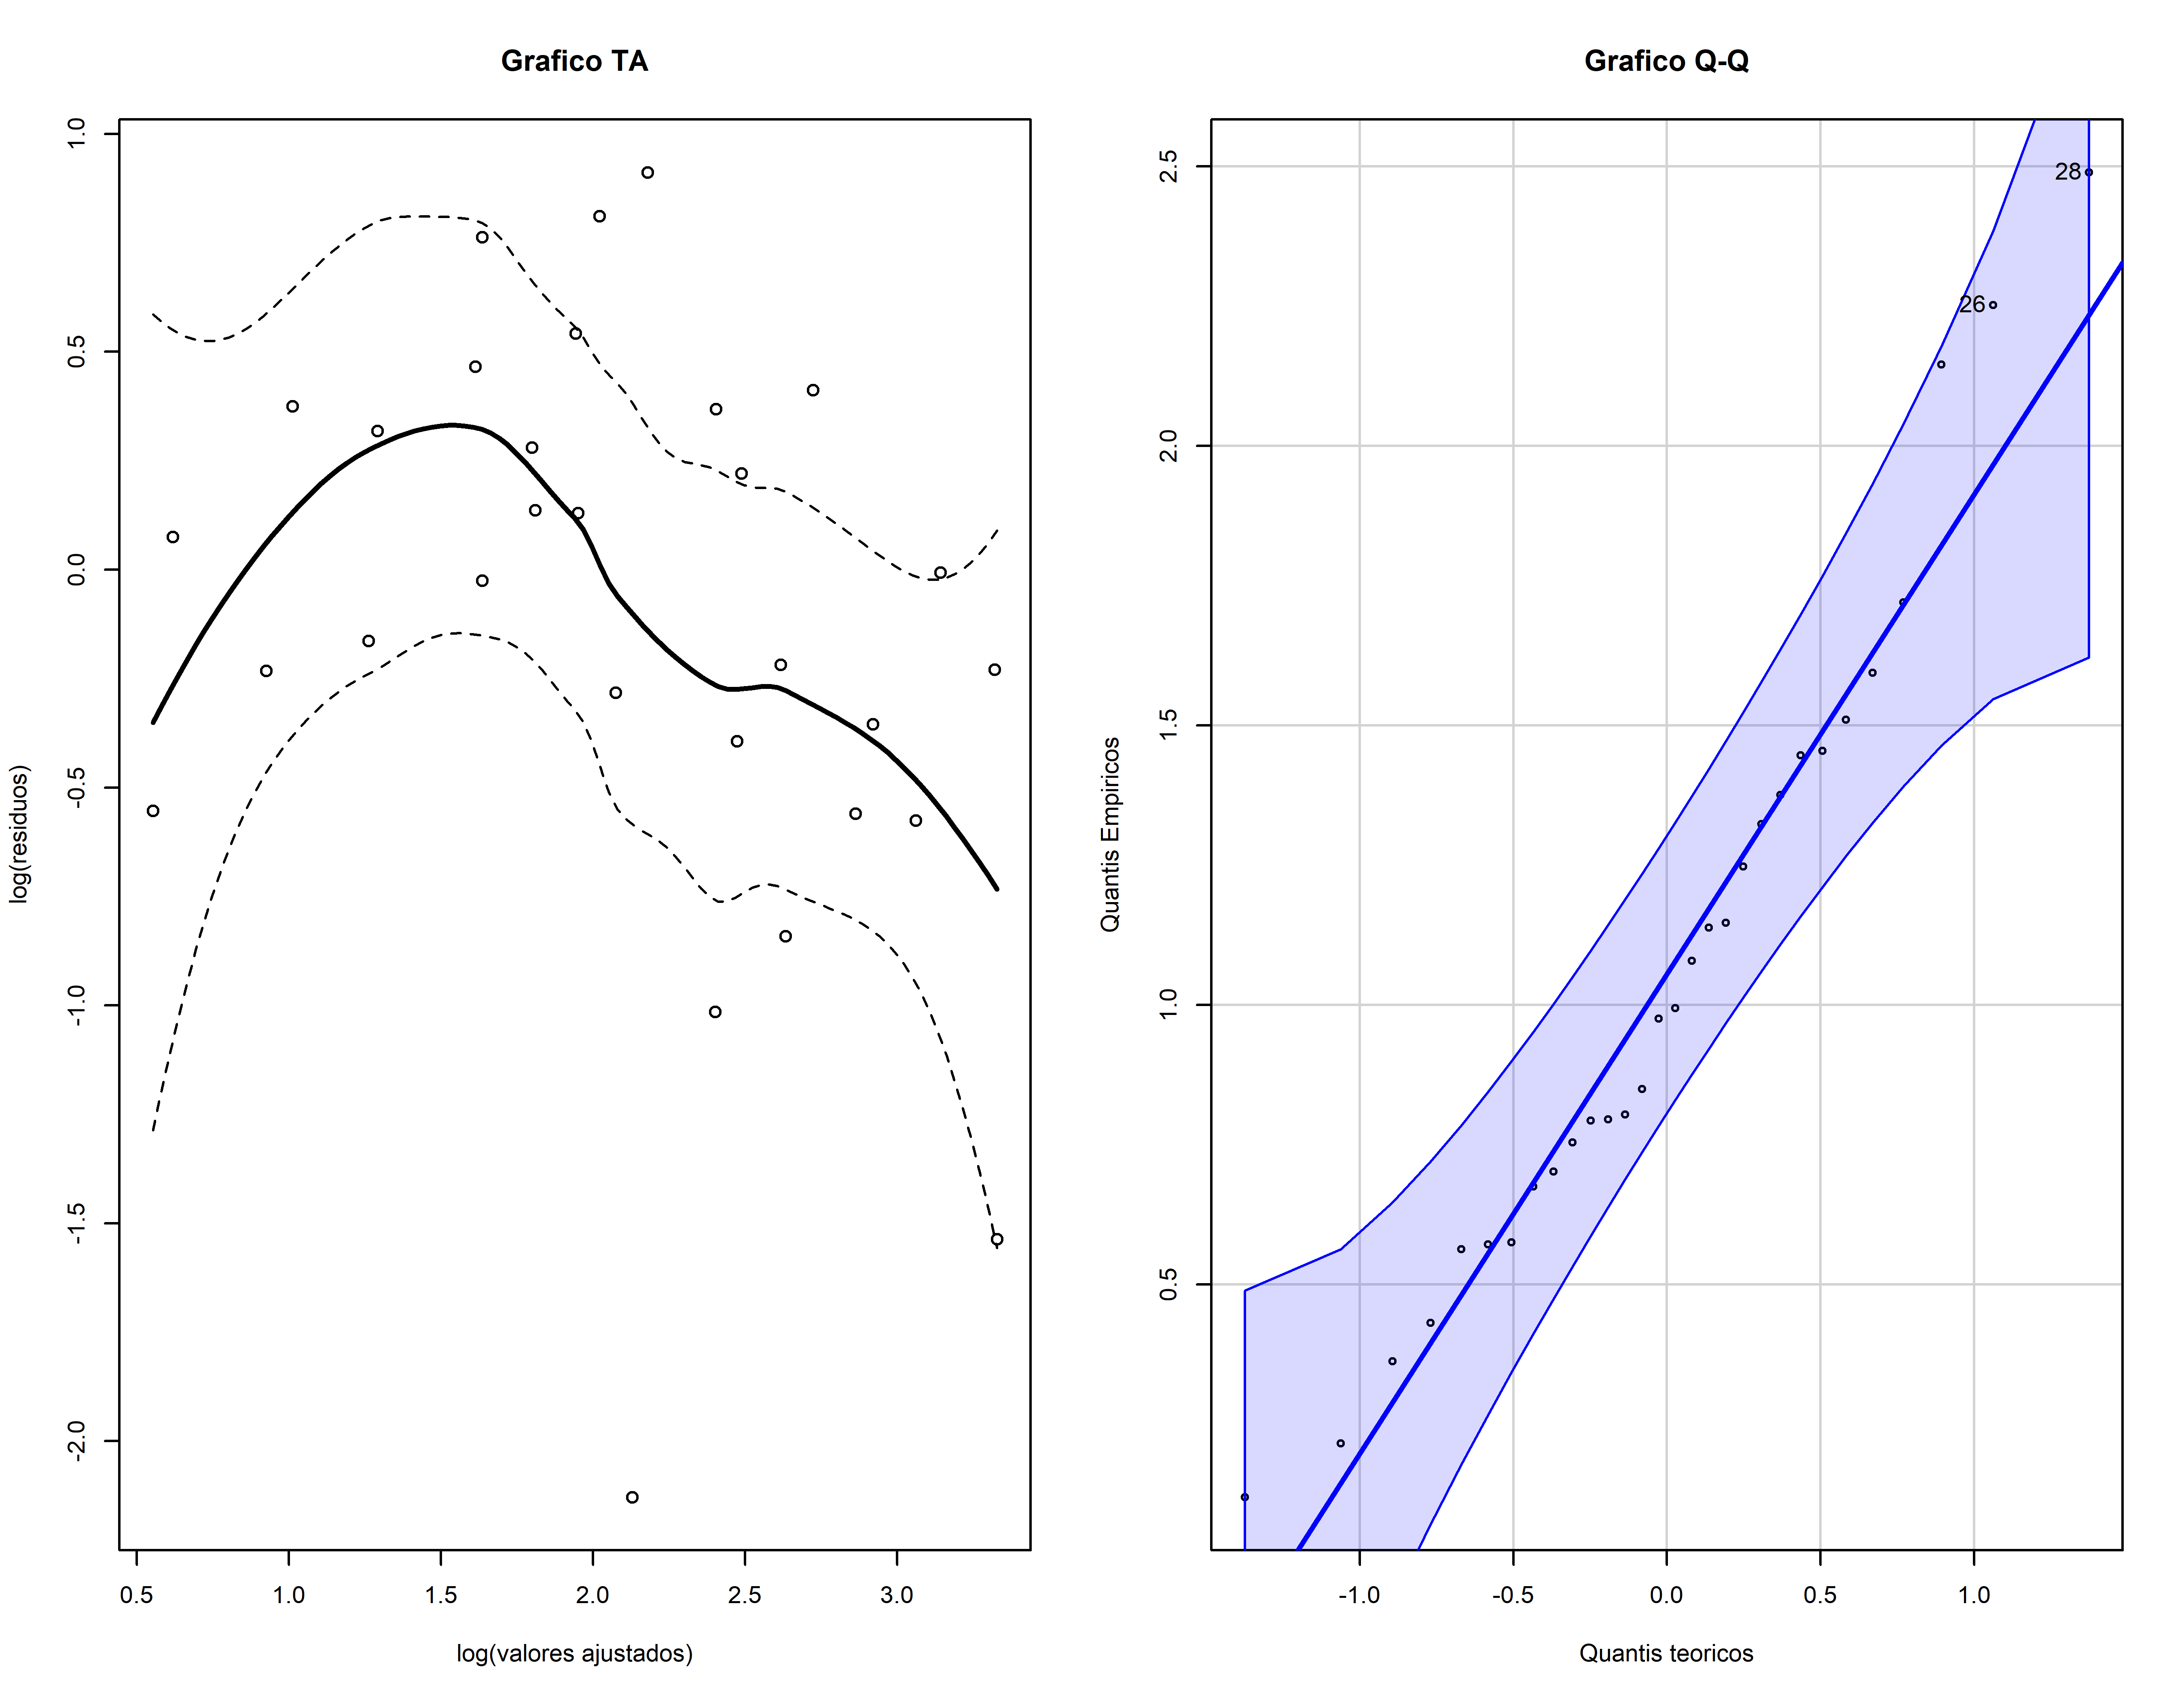 Grafico TA
1.0
0.5
0.0
-0.5
-1.0
-1.5
-2.0
log(residuos)
0.5 1.0 1.5 2.0 2.5 3.0
log(valores ajustados)
Grafico Q-Q
2.5
2.0
1.5
1.0
0.5
Quantis Empiricos
28
26
-1.0 -0.5 0.0 0.5 1.0
Quantis teoricos